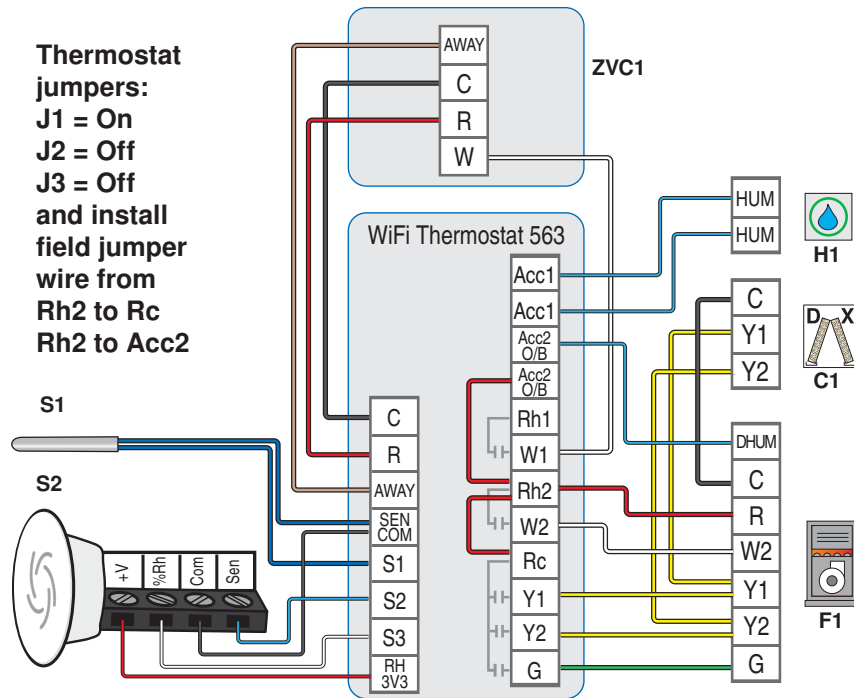 Thermostat
jumpers:
J1 = On
J2 = Off
J3 = Off
and install
field jumper
wire from
Rh2 to Rc
Rh2 to Acc2
AWAY
C
R
W
ZVC1
WiFi Thermostat 563
Acc1
Acc1
Acc2
O/B
Acc2
O/B
Rh1
W1
Rh2
W2
Rc
Y1
Y2
G
C
R
AWAY
SEN
COM
S1
S2
S3
RH
3V3
S1
S2
+V
%Rh
Com
Sen
HUM
HUM
H1
C
Y1
Y2
D X
C1
DHUM
C
R
W2
Y1
Y2
G
F1